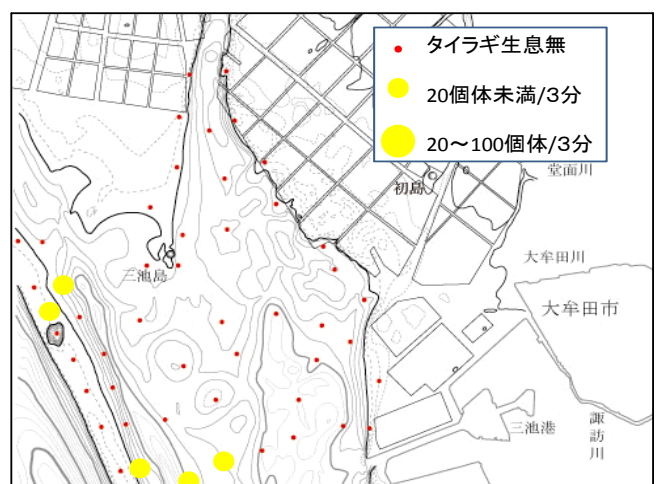 タイラギ生息無
20個体未満/3分
20～100個体/3分
堂面川
初島
大牟田川
三池島
大牟田市
三池港
諏訪川